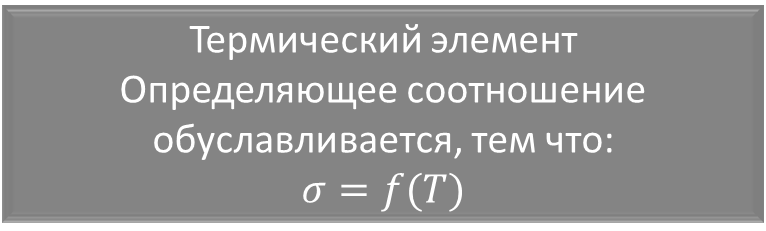 Термический элемент
Определяющее соотношение
обуславливается, тем что:
σ = f(T)